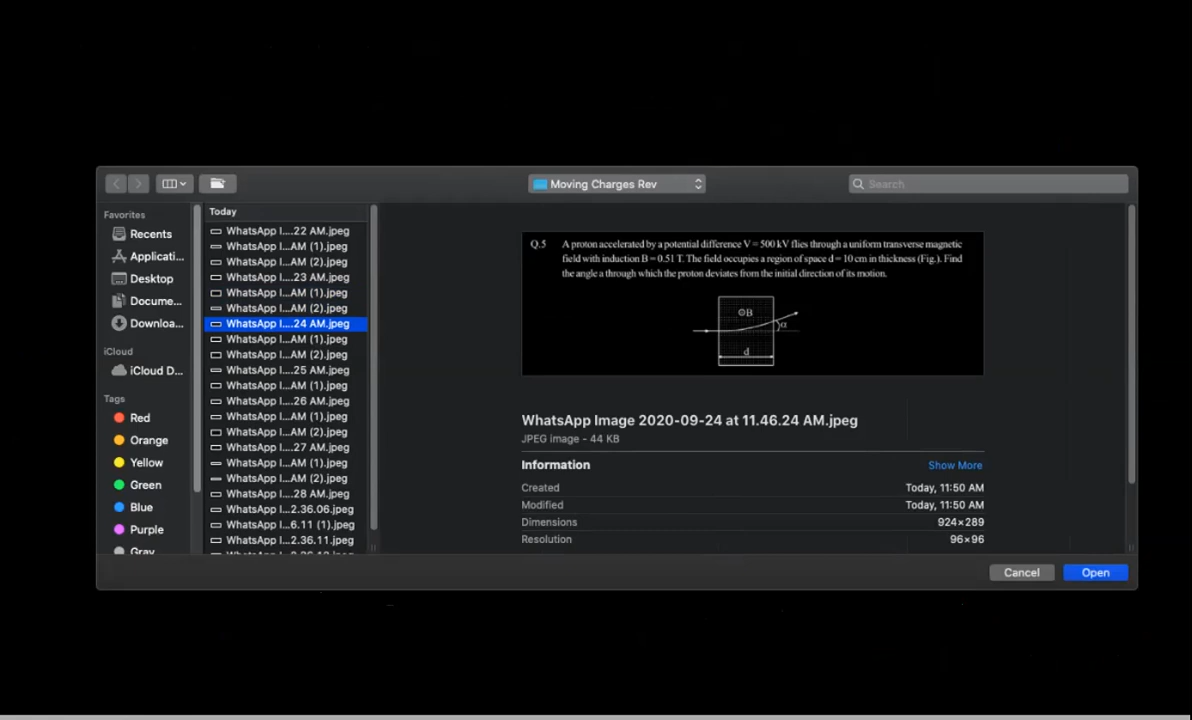 Moving Charges Rev
Search
Favorites
Recents
Applicati...
Desktop
Docume...
Downloa...
iCloud
iCloud D...
Tags
Red
Orange
Yellow
Green
Blue
Purple
Gray
Today
WhatsApp I....22 AM.jpeg
WhatsApp I...AM (1).jpeg
WhatsApp I...AM (2).jpeg
WhatsApp I....23 AM.jpeg
WhatsApp I...AM (1).jpeg
WhatsApp I...AM (2).jpeg
WhatsApp I....24 AM.jpeg
WhatsApp I...AM (1).jpeg
WhatsApp I...AM (2).jpeg
WhatsApp I....25 AM.jpeg
WhatsApp I...AM (1).jpeg
WhatsApp I....26 AM.jpeg
WhatsApp I...AM (1).jpeg
WhatsApp I...AM (2).jpeg
WhatsApp I....27 AM.jpeg
WhatsApp I...AM (1).jpeg
WhatsApp I...AM (2).jpeg
WhatsApp I....28 AM.jpeg
WhatsApp I...2.36.06.jpeg
WhatsApp I...6.11 (1).jpeg
WhatsApp I...2.36.11.jpeg
Q.5 A proton accelerated by a potential difference V = 500 kV flies through a uniform transverse magnetic
field with induction B = 0.51 T. The field occupies a region of space d = 10 cm in thickness (Fig.). Find
the angle a through which the proton deviates from the initial direction of its motion.
⊙B
α
d
WhatsApp Image 2020-09-24 at 11.46.24 AM.jpeg
JPEG image - 44 KB
Information Show More
Created Today, 11:50 AM
Modified Today, 11:50 AM
Dimensions 924×289
Resolution 96×96
Cancel Open